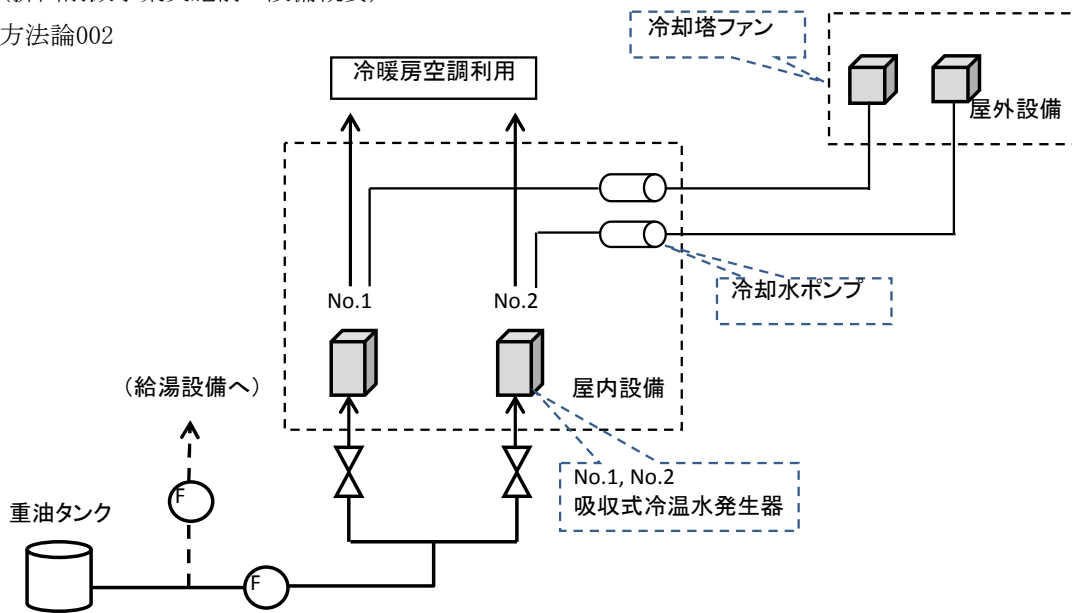 方法論002
冷却塔ファン
冷暖房空調利用
屋外設備
冷却水ポンプ
No.1
No.2
(給湯設備へ)
屋内設備
No.1, No.2
吸収式冷温水発生器
F
重油タンク
F